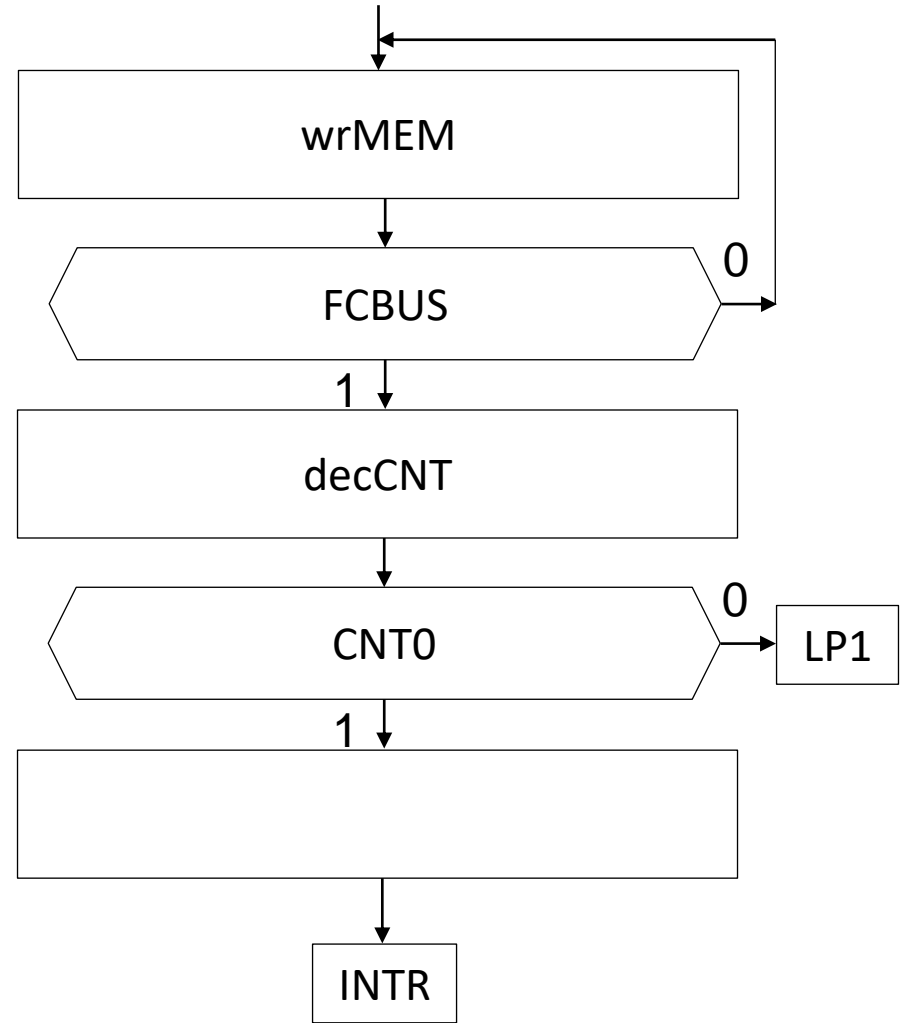 wrMEM
0
FCBUS
1
decCNT
0
CNT0
LP1
1
INTR